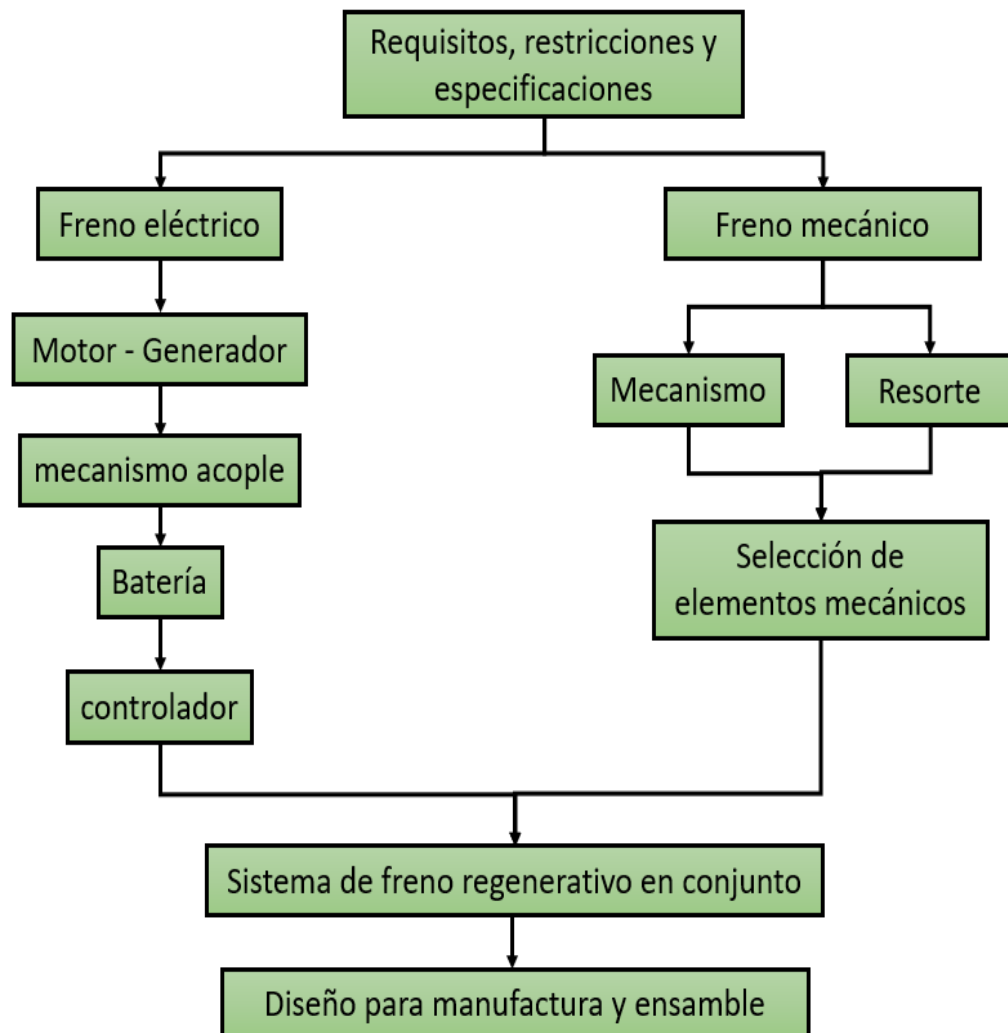 Requisitos, restricciones y
especificaciones
Freno eléctrico
Freno mecánico
Motor - Generador
Mecanismo
Resorte
mecanismo acople
Selección de
elementos mecánicos
Batería
controlador
Sistema de freno regenerativo en conjunto
Diseño para manufactura y ensamble